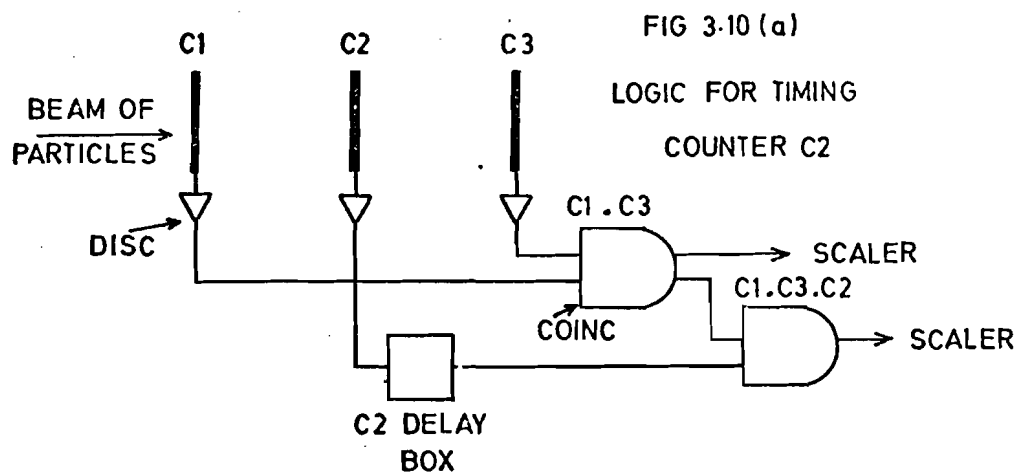 FIG 3.10 (a)
C1 C2 C3
LOGIC FOR TIMING
COUNTER C2
BEAM OF
PARTICLES
DISC
C1.C3
SCALER
C1.C3.C2
COINC
SCALER
C2 DELAY
BOX